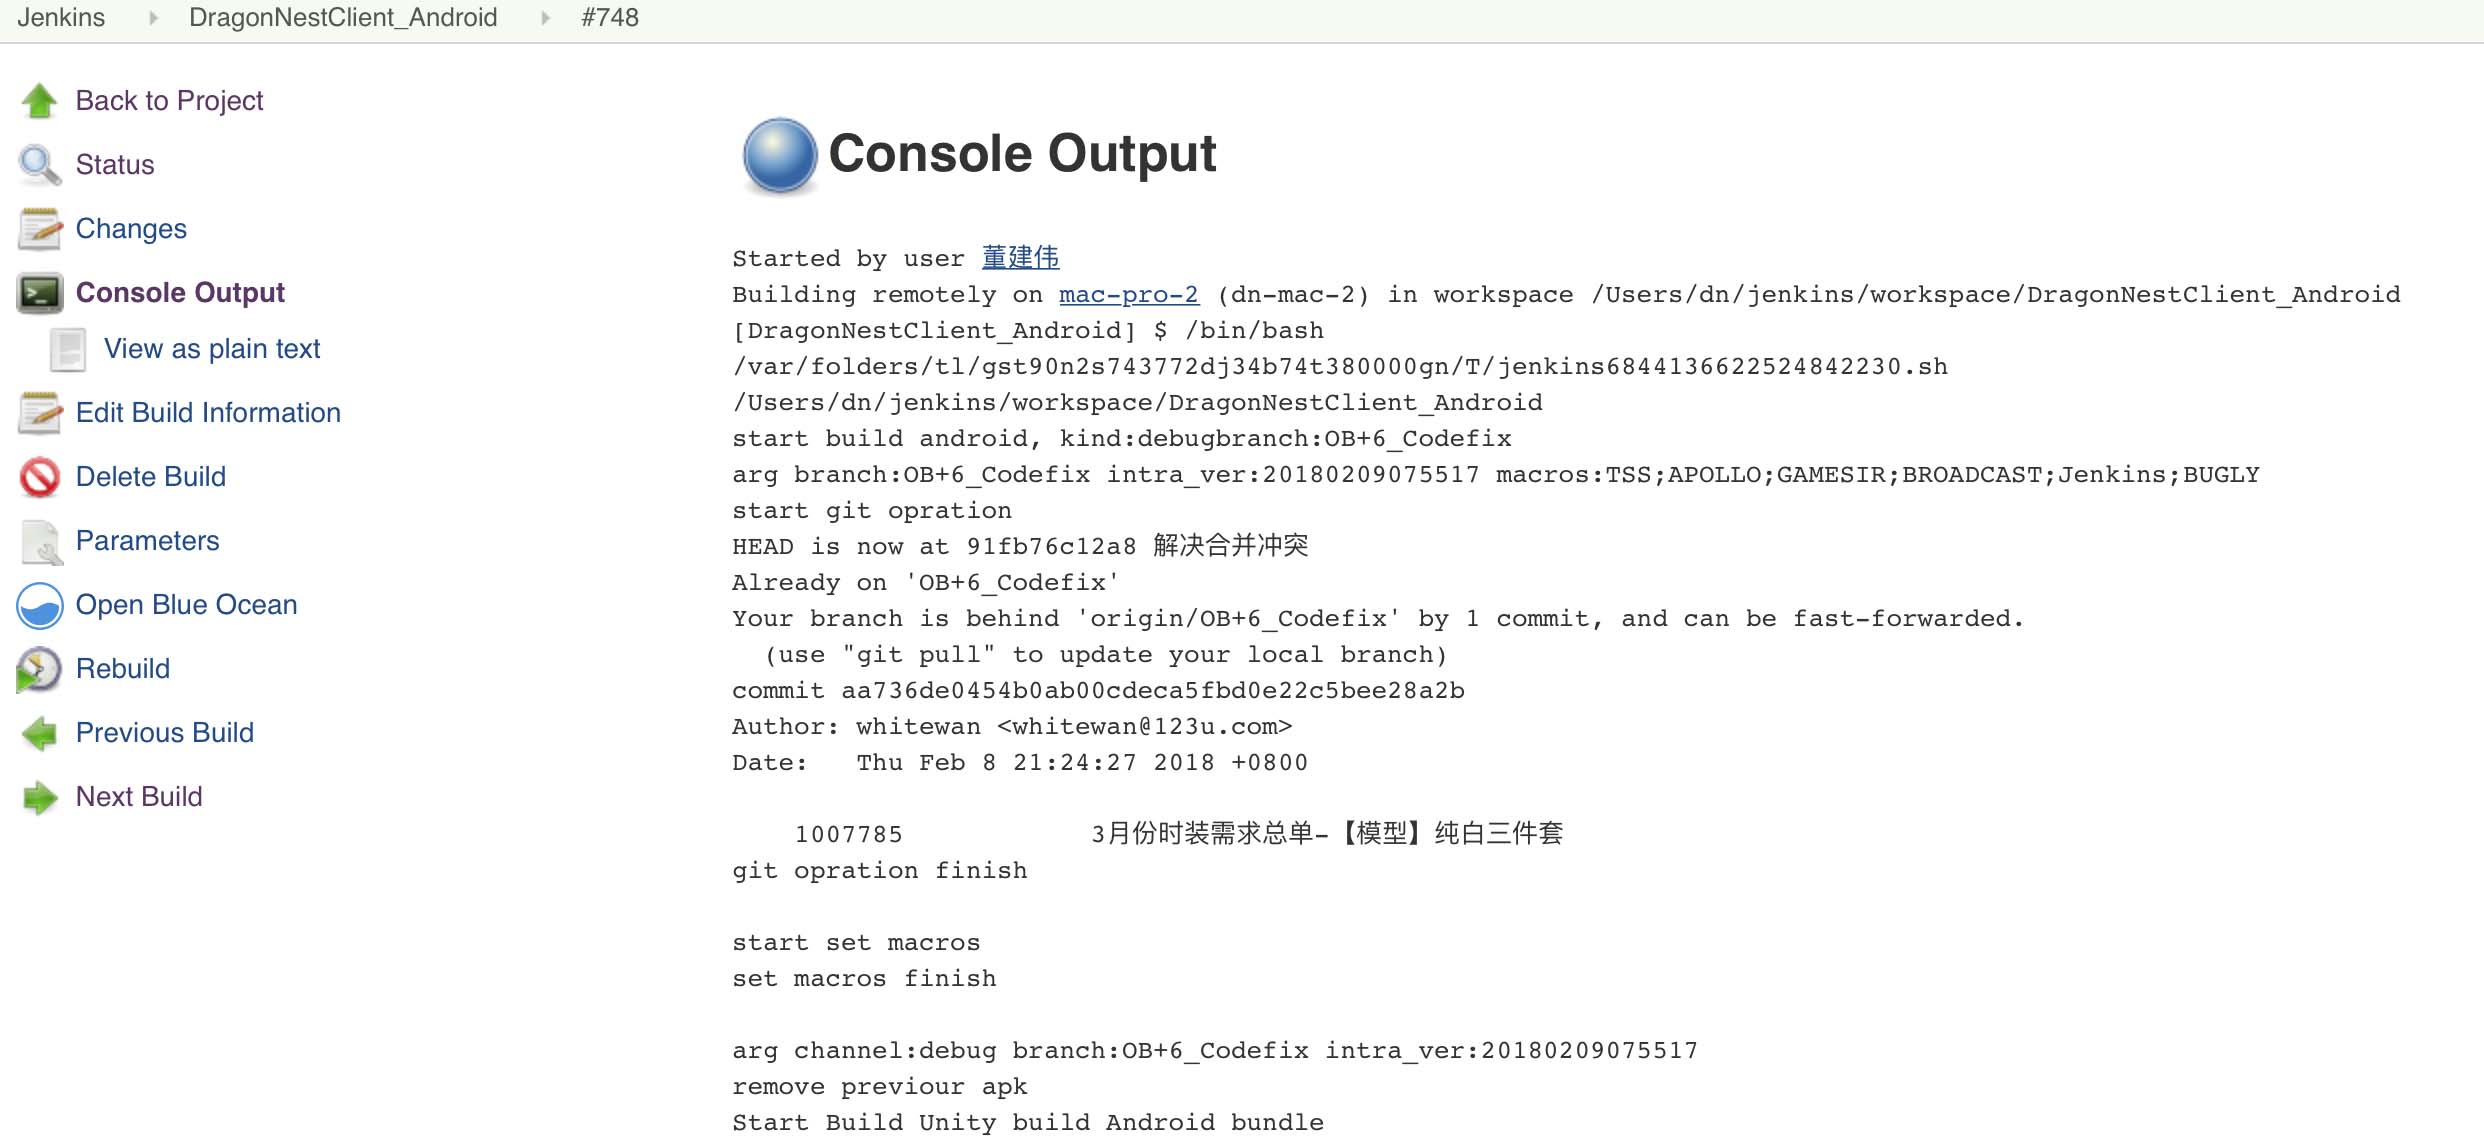 Jenkins DragonNestClient_Android #748
Back to Project
Status
Changes
Console Output
View as plain text
Edit Build Information
Delete Build
Parameters
Open Blue Ocean
Rebuild
Previous Build
Next Build
Console Output
Started by user 董建伟
Building remotely on mac-pro-2 (dn-mac-2) in workspace /Users/dn/jenkins/workspace/DragonNestClient_Android
[DragonNestClient_Android] $ /bin/bash
/var/folders/tl/gst90n2s743772dj34b74t380000gn/T/jenkins6844136622524842230.sh
/Users/dn/jenkins/workspace/DragonNestClient_Android
start build android, kind:debugbranch:OB+6_Codefix
arg branch:OB+6_Codefix intra_ver:20180209075517 macros:TSS;APOLLO;GAMESIR;BROADCAST;Jenkins;BUGLY
start git opration
HEAD is now at 91fb76c12a8 解决合并冲突
Already on 'OB+6_Codefix'
Your branch is behind 'origin/OB+6_Codefix' by 1 commit, and can be fast-forwarded.
  (use "git pull" to update your local branch)
commit aa736de0454b0ab00cdeca5fbd0e22c5bee28a2b
Author: whitewan <whitewan@123u.com>
Date:   Thu Feb 8 21:24:27 2018 +0800
    1007785            3月份时装需求总单-【模型】纯白三件套
git opration finish
start set macros
set macros finish
arg channel:debug branch:OB+6_Codefix intra_ver:20180209075517
remove previour apk
Start Build Unity build Android bundle